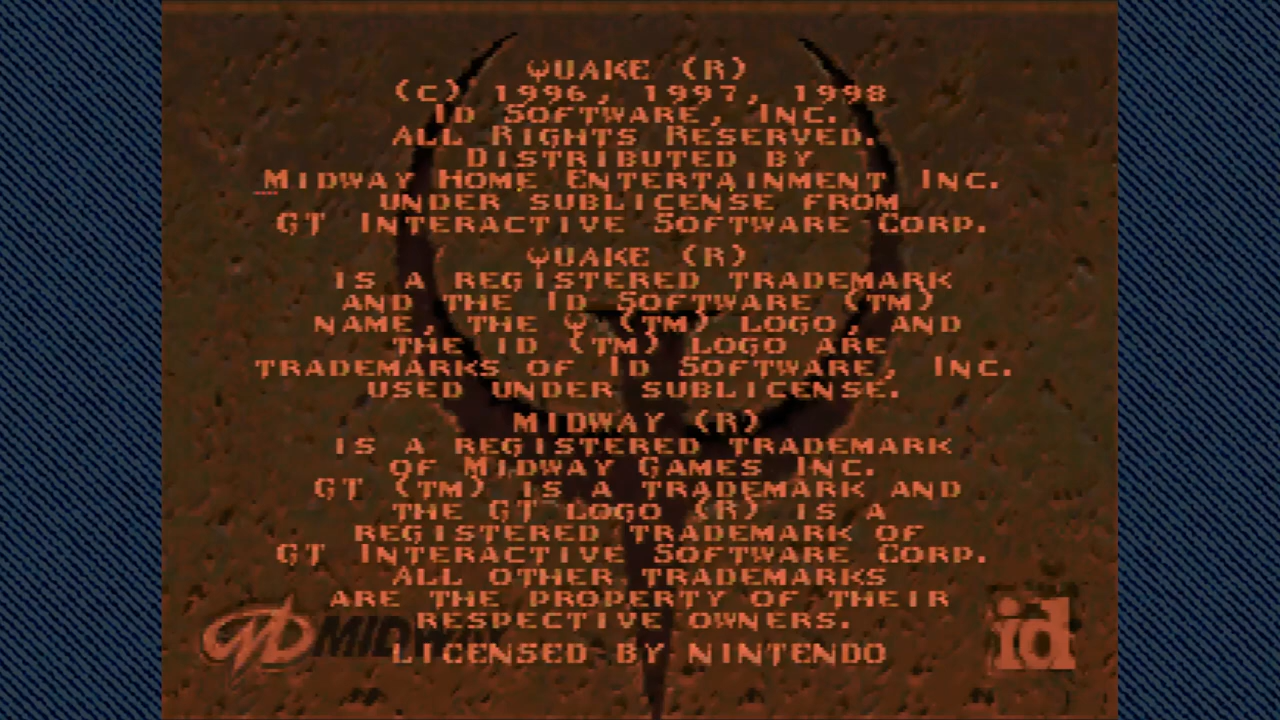 QUAKE (R)
(C) 1996, 1997, 1998
Id Software, Inc.
All Rights Reserved.
Distributed by
Midway Home Entertainment Inc.
under sublicense from
GT Interactive Software Corp.
QUAKE (R)
is a registered trademark
and the Id Software (TM)
name, the Q (TM) logo, and
the id (TM) logo are
trademarks of Id Software, Inc.
used under sublicense.
MIDWAY (R)
is a registered trademark
of Midway Games Inc.
GT (TM) is a trademark and
the GT logo (R) is a
registered trademark of
GT Interactive Software Corp.
All other trademarks
are the property of their
respective owners.
MIDWAY
id
LICENSED BY NINTENDO